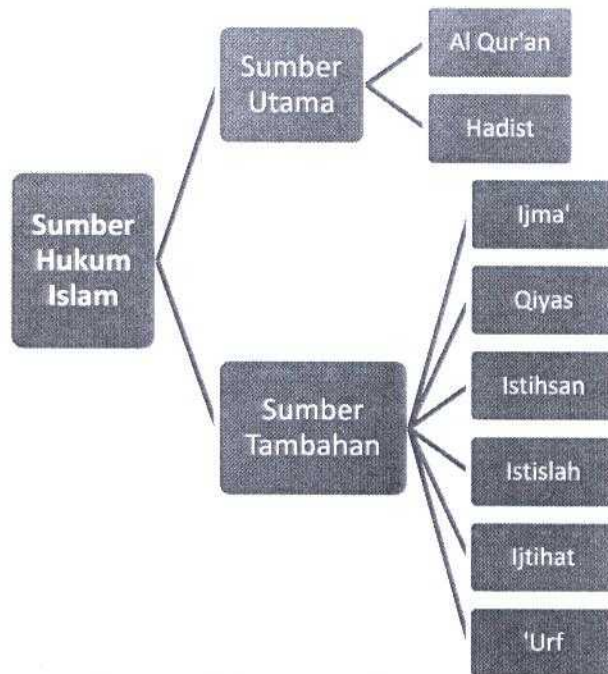 Sumber
Hukum
Islam
Sumber
Utama
Al Qur'an
Hadist
Sumber
Tambahan
Ijma'
Qiyas
Istihsan
Istislah
Ijtihat
'Urf